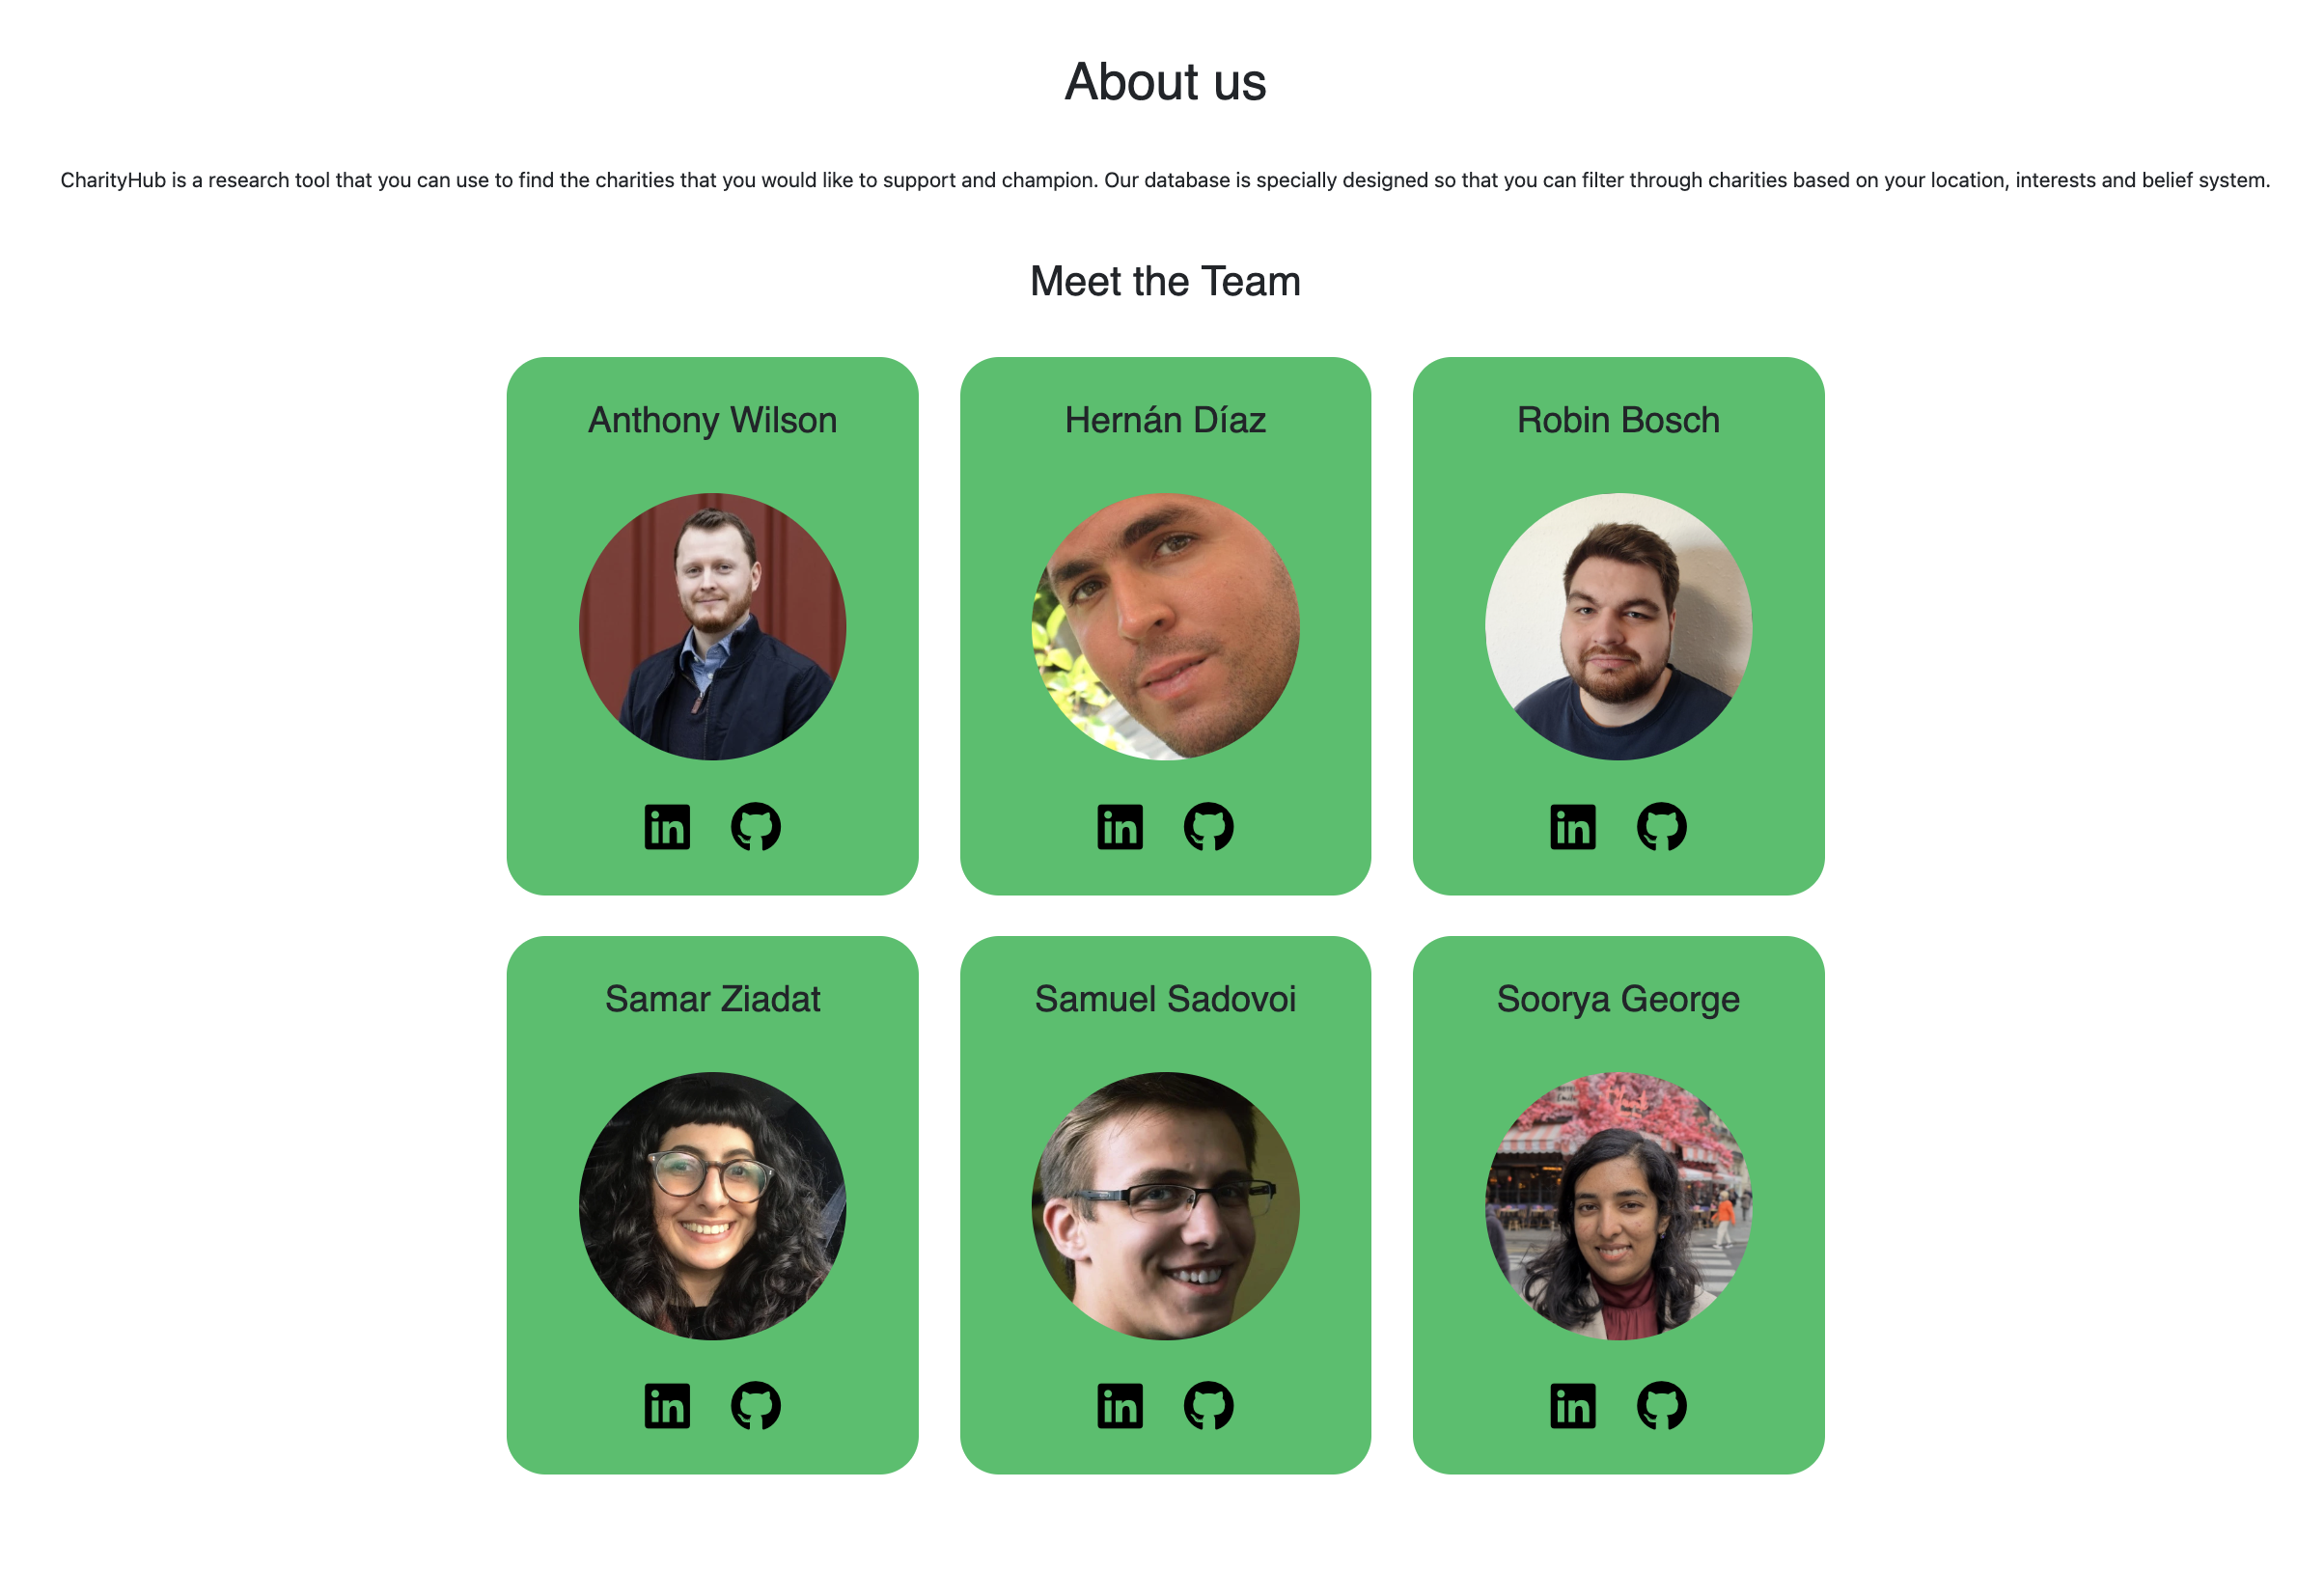 About us
CharityHub is a research tool that you can use to find the charities that you would like to support and champion. Our database is specially designed so that you can filter through charities based on your location, interests and belief system.
Meet the Team
Anthony Wilson
Hernán Díaz
Robin Bosch
in
in
in
Samar Ziadat
Samuel Sadovoi
Soorya George
in
in
in